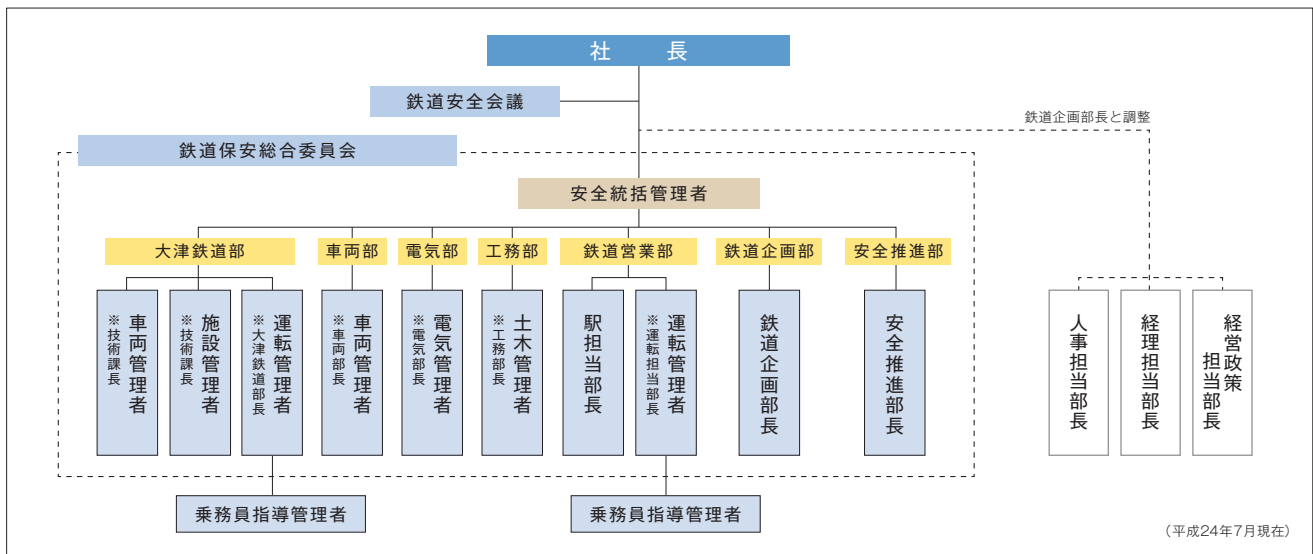 社　長
鉄道安全会議
鉄道企画部長と調整
鉄道保安総合委員会
安全統括管理者
大津鉄道部
車両部
電気部
工務部
鉄道営業部
鉄道企画部
安全推進部
車両管理者
※技術課長
施設管理者
※技術課長
運転管理者
※大津鉄道部長
車両管理者
※車両部長
電気管理者
※電気部長
土木管理者
※工務部長
駅担当部長
運転管理者
※運転担当部長
鉄道企画部長
安全推進部長
人事担当部長
経理担当部長
経営政策
担当部長
乗務員指導管理者
乗務員指導管理者
（平成24年7月現在）